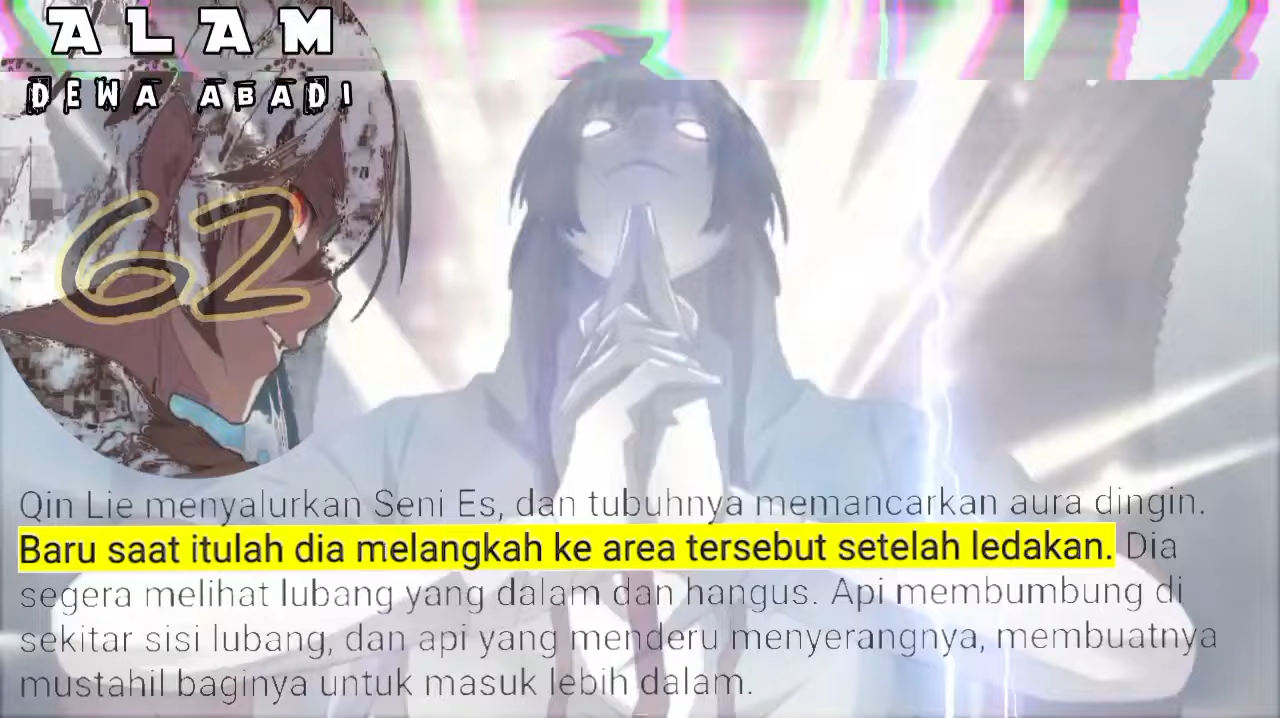 ALAM
DEWA ABADI
62
Qin Lie menyalurkan Seni Es, dan tubuhnya memancarkan aura dingin.
Baru saat itulah dia melangkah ke area tersebut setelah ledakan. Dia
segera melihat lubang yang dalam dan hangus. Api membumbung di
sekitar sisi lubang, dan api yang menderu menyerangnya, membuatnya
mustahil baginya untuk masuk lebih dalam.